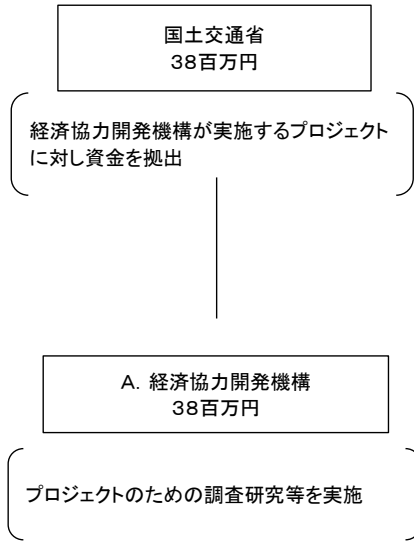 国土交通省
38百万円
経済協力開発機構が実施するプロジェクト
に対し資金を拠出
A．経済協力開発機構
38百万円
プロジェクトのための調査研究等を実施